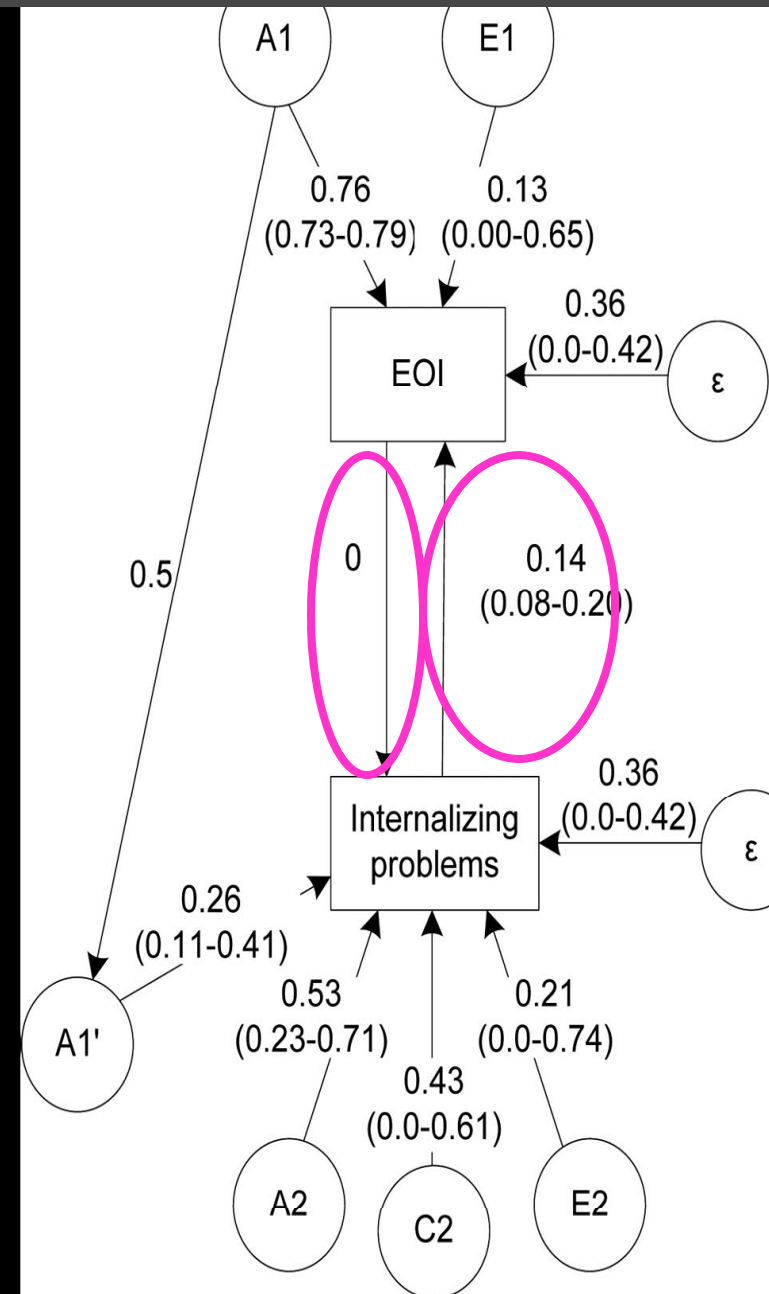 A1
E1
0.76
(0.73-0.79)
0.13
(0.00-0.65)
0.36
(0.0-0.42)
EOI
ε
0
0.14
(0.08-0.20)
0.5
0.36
(0.0-0.42)
Internalizing
problems
ε
0.26
(0.11-0.41)
A1'
0.53
(0.23-0.71)
0.21
(0.0-0.74)
0.43
(0.0-0.61)
A2
C2
E2